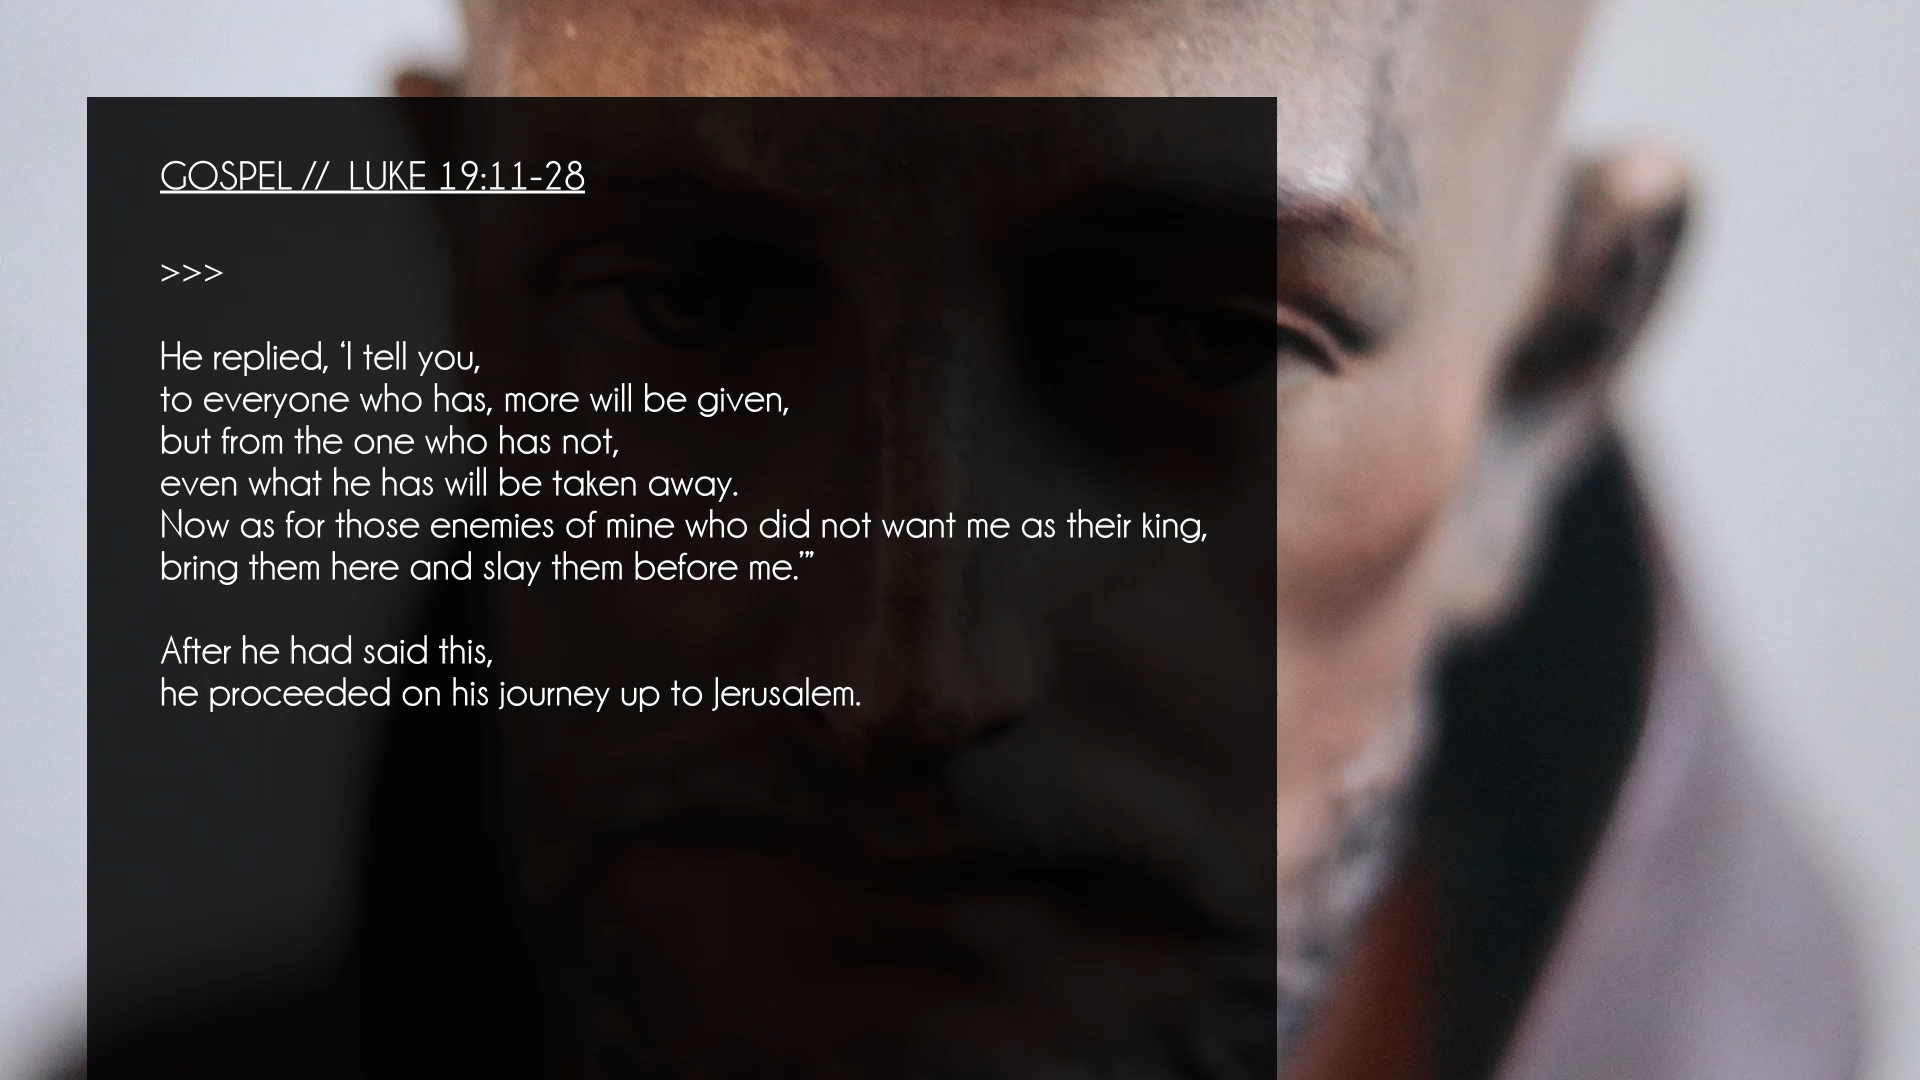 GOSPEL //  LUKE 19:11-28
>>>
He replied, ‘I tell you,
to everyone who has, more will be given,
but from the one who has not,
even what he has will be taken away.
Now as for those enemies of mine who did not want me as their king,
bring them here and slay them before me.’”
After he had said this,
he proceeded on his journey up to Jerusalem.